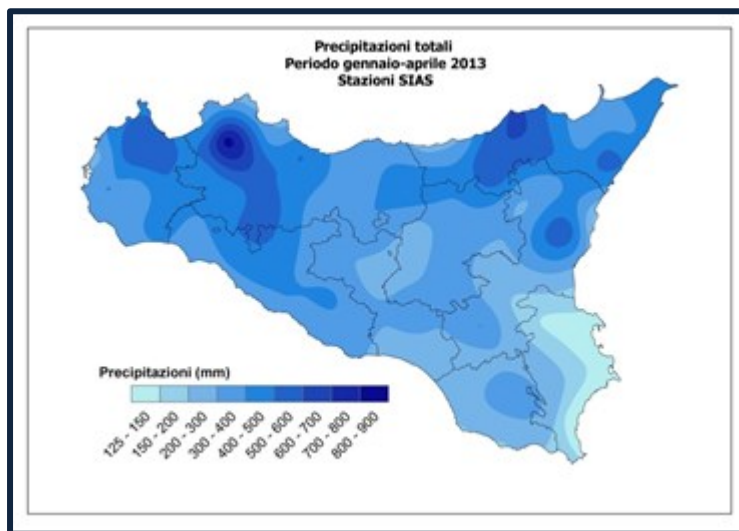 Precipitazioni totali
Periodo gennaio-aprile 2013
Stazioni SIAS
Precipitazioni (mm)
125 - 150
150 - 200
200 - 300
300 - 400
400 - 500
500 - 600
600 - 700
700 - 800
800 - 900